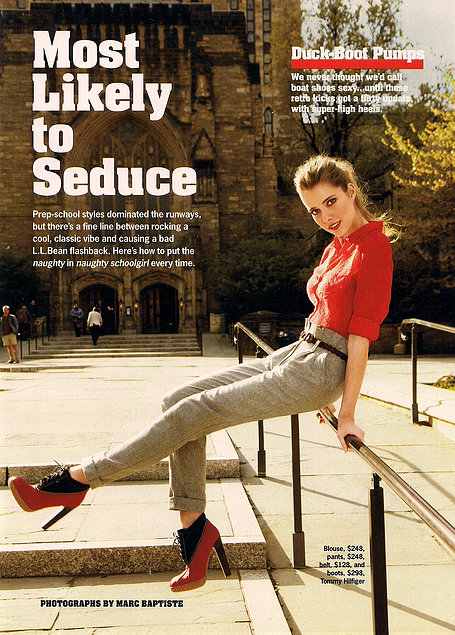 Most
Likely
to
Seduce
Prep-school styles dominated the runways,
but there's a fine line between rocking a
cool, classic vibe and causing a bad
L.L.Bean flashback. Here's how to put the
naughty in naughty schoolgirl every time.
Duck-Boot Pumps
We never thought we'd call
boat shoes sexy...until these
retro kicks got a flirty update
with super-high heels.
Blouse, $248,
pants, $248,
belt, $128, and
boots, $298,
Tommy Hilfiger
PHOTOGRAPHS BY MARC BAPTISTE